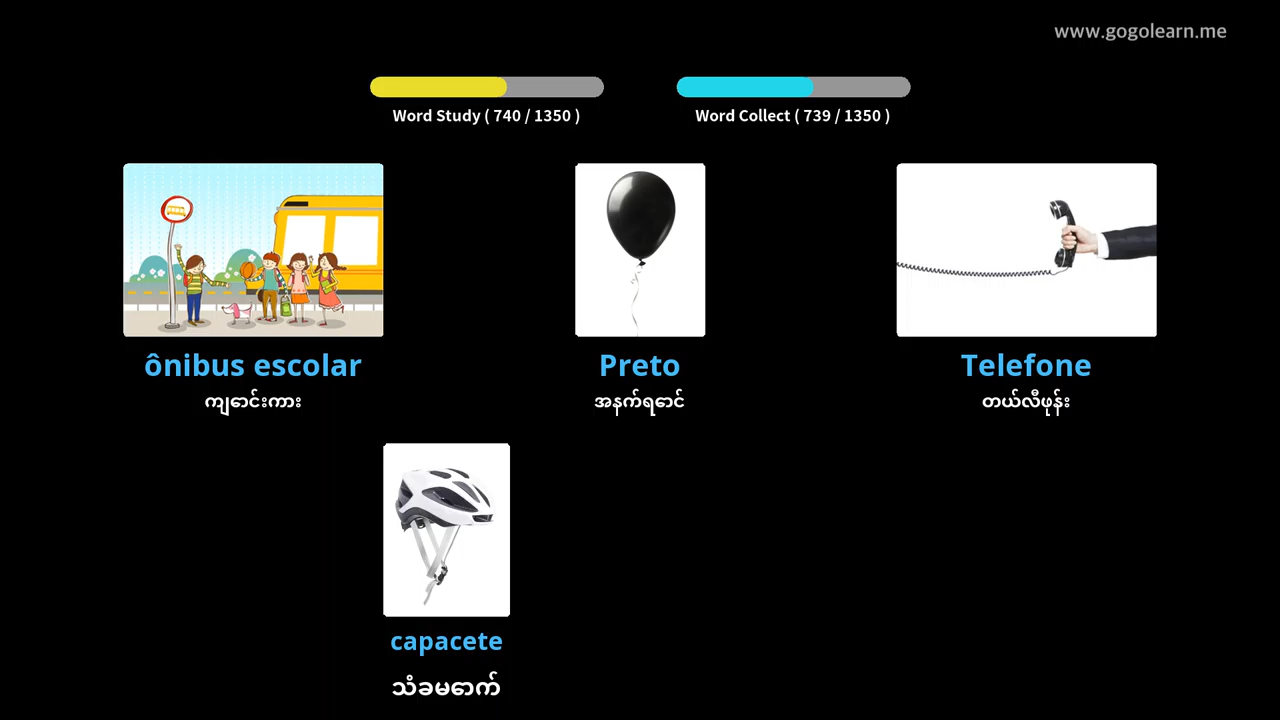 www.gogolearn.me
Word Study ( 740 / 1350 )
Word Collect ( 739 / 1350 )
ônibus escolar
ကျောင်းကား
Preto
အနက်ရောင်
Telefone
တယ်လီဖုန်း
capacete
သံခမောက်